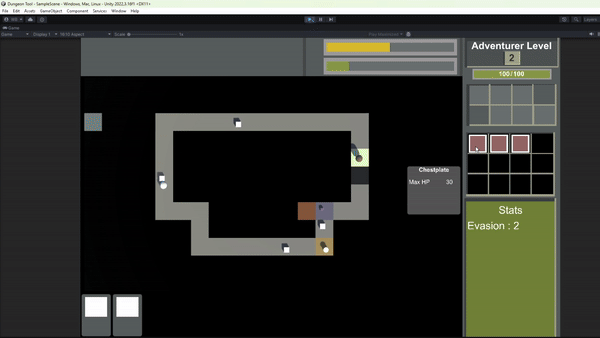 Dungeon Tool - SampleScene - Windows, Mac, Linux - Unity 2022.3.16f1 <DX11>
File Edit Assets GameObject Component Services Window Help
Game
Game Display 1 16:10 Aspect Scale 1x
Adventurer Level
2
100/100
Chestplate
Max HP 30
Stats
Evasion : 2